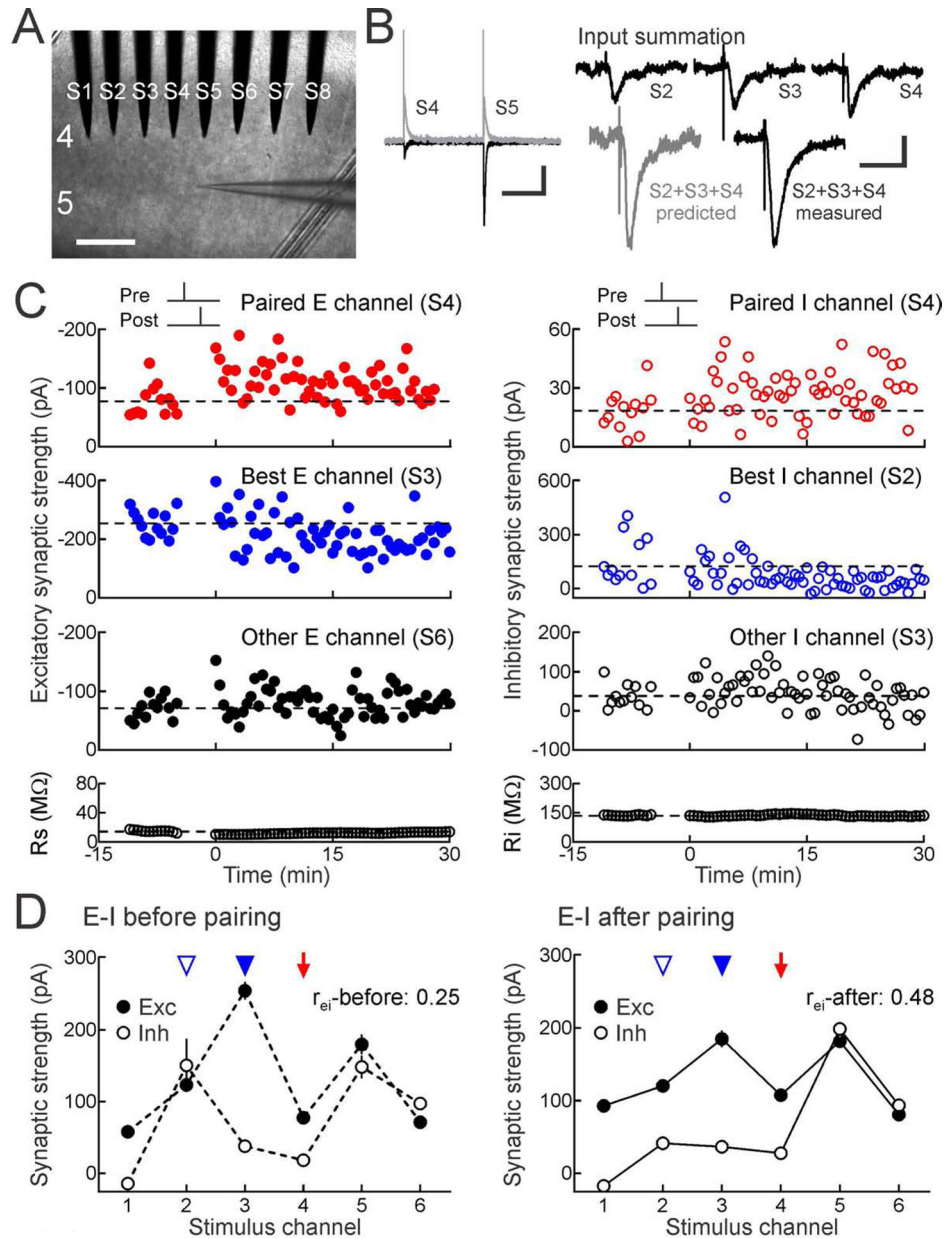 A
S1 S2 S3 S4 S5 S6 S7 S8
4
5
B
S4
S5
Input summation
S2
S3
S4
S2+S3+S4
predicted
S2+S3+S4
measured
C
Excitatory synaptic strength (pA)
Pre
Post
Paired E channel (S4)
-200
-100
0
Best E channel (S3)
-400
-200
0
Other E channel (S6)
-200
-100
0
Rs (MΩ)
80
40
0
-15 0 15 30
Time (min)
Inhibitory synaptic strength (pA)
Pre
Post
Paired I channel (S4)
60
30
0
Best I channel (S2)
600
300
0
Other I channel (S3)
200
100
0
-100
Ri (MΩ)
300
150
0
-15 0 15 30
Time (min)
D
E-I before pairing
Synaptic strength (pA)
300
200
100
0
Exc
Inh
rei-before: 0.25
1 2 3 4 5 6
Stimulus channel
E-I after pairing
Synaptic strength (pA)
300
200
100
0
Exc
Inh
rei-after: 0.48
1 2 3 4 5 6
Stimulus channel